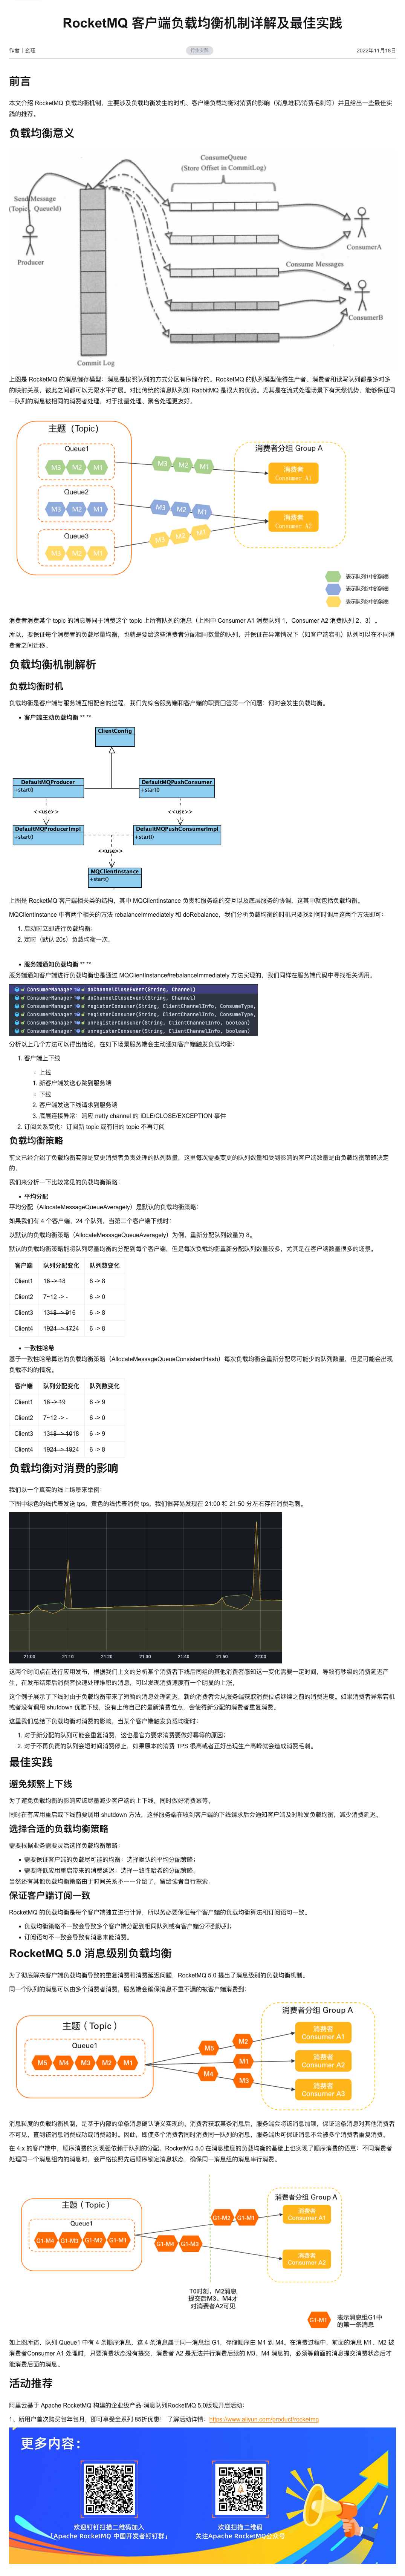 RocketMQ 客户端负载均衡机制详解及最佳实践
作者丨玄珏
行业实践
2022年11月18日
前言
本文介绍 RocketMQ 负载均衡机制，主要涉及负载均衡发生的时机、客户端负载均衡对消费的影响（消息堆积/消费毛刺等）并且给出一些最佳实
践的推荐。
负载均衡意义
ConsumeQueue
(Store Offset in CommitLog)
SendMessage
(Topic, QueueId)
Producer
ConsumerA
Consume Messages
ConsumerB
Commit Log
上图是 RocketMQ 的消息储存模型：消息是按照队列的方式分区有序储存的。RocketMQ 的队列模型使得生产者、消费者和读写队列都是多对多
的映射关系，彼此之间都可以无限水平扩展。对比传统的消息队列如 RabbitMQ 是很大的优势。尤其是在流式处理场景下有天然优势，能够保证同
一队列的消息被相同的消费者处理，对于批量处理、聚合处理更友好。
主题（Topic）
消费者分组 Group A
Queue1
M3 M2 M1
M3 M2 M1
消费者
Consumer A1
Queue2
M3 M2 M1
M3 M2 M1
消费者
Consumer A2
Queue3
M3 M2 M1
M3 M2 M1
表示队列1中的消息
表示队列2中的消息
表示队列3中的消息
消费者消费某个 topic 的消息等同于消费这个 topic 上所有队列的消息（上图中 Consumer A1 消费队列 1，Consumer A2 消费队列 2、3）。
所以，要保证每个消费者的负载尽量均衡，也就是要给这些消费者分配相同数量的队列，并保证在异常情况下（如客户端宕机）队列可以在不同消
费者之间迁移。
负载均衡机制解析
负载均衡时机
负载均衡是客户端与服务端互相配合的过程，我们先综合服务端和客户端的职责回答第一个问题：何时会发生负载均衡。
• 客户端主动负载均衡 ** **
ClientConfig
DefaultMQProducer
+start()
DefaultMQPushConsumer
+start()
<<use>>
<<use>>
DefaultMQProducerImpl
+start()
DefaultMQPushConsumerImpl
+start()
<<use>>
MQClientInstance
+start()
上图是 RocketMQ 客户端相关类的结构，其中 MQClientInstance 负责和服务端的交互以及底层服务的协调，这其中就包括负载均衡。
MQClientInstance 中有两个相关的方法 rebalanceImmediately 和 doRebalance，我们分析负载均衡的时机只要找到何时调用这两个方法即可：
1. 启动时立即进行负载均衡；
2. 定时（默认 20s）负载均衡一次。
• 服务端通知负载均衡 ** **
服务端通知客户端进行负载均衡也是通过 MQClientInstance#rebalanceImmediately 方法实现的，我们同样在服务端代码中寻找相关调用。
ConsumerManager doChannelCloseEvent(String, Channel)
ConsumerManager doChannelCloseEvent(String, Channel)
ConsumerManager registerConsumer(String, ClientChannelInfo, ConsumeType,
ConsumerManager registerConsumer(String, ClientChannelInfo, ConsumeType,
ConsumerManager unregisterConsumer(String, ClientChannelInfo, boolean)
ConsumerManager unregisterConsumer(String, ClientChannelInfo, boolean)
分析以上几个方法可以得出结论，在如下场景服务端会主动通知客户端触发负载均衡：
1. 客户端上下线
○ 上线
1. 新客户端发送心跳到服务端
○ 下线
2. 客户端发送下线请求到服务端
3. 底层连接异常：响应 netty channel 的 IDLE/CLOSE/EXCEPTION 事件
2. 订阅关系变化：订阅新 topic 或有旧的 topic 不再订阅
负载均衡策略
前文已经介绍了负载均衡实际是变更消费者负责处理的队列数量，这里每次需要变更的队列数量和受到影响的客户端数量是由负载均衡策略决定
的。
我们来分析一下比较常见的负载均衡策略：
• 平均分配
平均分配（AllocateMessageQueueAveragely）是默认的负载均衡策略：
如果我们有 4 个客户端，24 个队列，当第二个客户端下线时：
以默认的负载均衡策略（AllocateMessageQueueAveragely）为例，重新分配队列数量为 8。
默认的负载均衡策略能将队列尽量均衡的分配到每个客户端，但是每次负载均衡重新分配队列数量较多，尤其是在客户端数量很多的场景。
客户端 队列分配变化 队列数变化
Client1 16 -> 18 6 -> 8
Client2 7~12 -> - 6 -> 0
Client3 1318 -> 916 6 -> 8
Client4 1924 -> 1724 6 -> 8
• 一致性哈希
基于一致性哈希算法的负载均衡策略（AllocateMessageQueueConsistentHash）每次负载均衡会重新分配尽可能少的队列数量，但是可能会出现
负载不均的情况。
客户端 队列分配变化 队列数变化
Client1 16 -> 19 6 -> 9
Client2 7~12 -> - 6 -> 0
Client3 1318 -> 1018 6 -> 9
Client4 1924 -> 1924 6 -> 8
负载均衡对消费的影响
我们以一个真实的线上场景来举例：
下图中绿色的线代表发送 tps，黄色的线代表消费 tps，我们很容易发现在 21:00 和 21:50 分左右存在消费毛刺。
21:00 21:10 21:20 21:30 21:40 21:50 22:00
这两个时间点在进行应用发布，根据我们上文的分析某个消费者下线后同组的其他消费者感知这一变化需要一定时间，导致有秒级的消费延迟产
生。在发布结束后消费者快速处理堆积的消息，可以发现消费速度有一个明显的上涨。
这个例子展示了下线时由于负载均衡带来了短暂的消息处理延迟，新的消费者会从服务端获取消费位点继续之前的消费进度。如果消费者异常宕机
或者没有调用 shutdown 优雅下线，没有上传自己的最新消费位点，会使得新分配的消费者重复消费。
这里我们总结下负载均衡对消费的影响，当某个客户端触发负载均衡时：
1. 对于新分配的队列可能会重复消费，这也是官方要求消费要做好幂等的原因；
2. 对于不再负责的队列会短时间消费停止，如果原本的消费 TPS 很高或者正好出现生产高峰就会造成消费毛刺。
最佳实践
避免频繁上下线
为了避免负载均衡的影响应该尽量减少客户端的上下线，同时做好消费幂等。
同时在有应用重启或下线前要调用 shutdown 方法，这样服务端在收到客户端的下线请求后会通知客户端及时触发负载均衡，减少消费延迟。
选择合适的负载均衡策略
需要根据业务需要灵活选择负载均衡策略：
• 需要保证客户端的负载尽可能的均衡：选择默认的平均分配策略；
• 需要降低应用重启带来的消费延迟：选择一致性哈希的分配策略。
当然还有其他负载均衡策略由于时间关系不一一介绍了，留给读者自行探索。
保证客户端订阅一致
RocketMQ 的负载均衡是每个客户端独立进行计算，所以务必要保证每个客户端的负载均衡算法和订阅语句一致。
• 负载均衡策略不一致会导致多个客户端分配到相同队列或有客户端分不到队列；
• 订阅语句不一致会导致有消息未能消费。
RocketMQ 5.0 消息级别负载均衡
为了彻底解决客户端负载均衡导致的重复消费和消费延迟问题，RocketMQ 5.0 提出了消息级别的负载均衡机制。
同一个队列的消息可以由多个消费者消费，服务端会确保消息不重不漏的被客户端消费到：
消费者分组 Group A
主题（ Topic ）
Queue1
M5 M4 M3 M2 M1
M5 M2
M1
M4 M3
消费者
Consumer A1
消费者
Consumer A2
消费者
Consumer A3
消息粒度的负载均衡机制，是基于内部的单条消息确认语义实现的。消费者获取某条消息后，服务端会将该消息加锁，保证这条消息对其他消费者
不可见，直到该消息消费成功或消费超时。因此，即使多个消费者同时消费同一队列的消息，服务端也可保证消息不会被多个消费者重复消费。
在 4.x 的客户端中，顺序消费的实现强依赖于队列的分配。RocketMQ 5.0 在消息维度的负载均衡的基础上也实现了顺序消费的语意：不同消费者
处理同一个消息组内的消息时，会严格按照先后顺序锁定消息状态，确保同一消息组的消息串行消费。
消费者分组 Group A
主题（ Topic ）
Queue1
G1-M4 G1-M3 G1-M2 G1-M1
G1-M2 G1-M1
G1-M4 G1-M3
消费者
Consumer A1
消费者
Consumer A2
T0时刻，M2消息
提交后M3、M4才
对消费者A2可见
G1-M1
表示消息组G1中
的第一条消息
如上图所述，队列 Queue1 中有 4 条顺序消息，这 4 条消息属于同一消息组 G1，存储顺序由 M1 到 M4。在消费过程中，前面的消息 M1、M2 被
消费者Consumer A1 处理时，只要消费状态没有提交，消费者 A2 是无法并行消费后续的 M3、M4 消息的，必须等前面的消息提交消费状态后才
能消费后面的消息。
活动推荐
阿里云基于 Apache RocketMQ 构建的企业级产品-消息队列RocketMQ 5.0版现开启活动：
1、新用户首次购买包年包月，即可享受全系列 85折优惠！ 了解活动详情：https://www.aliyun.com/product/rocketmq
更多内容：
欢迎钉钉扫描二维码加入
「Apache RocketMQ 中国开发者钉钉群」
欢迎扫描二维码
关注Apache RocketMQ公众号